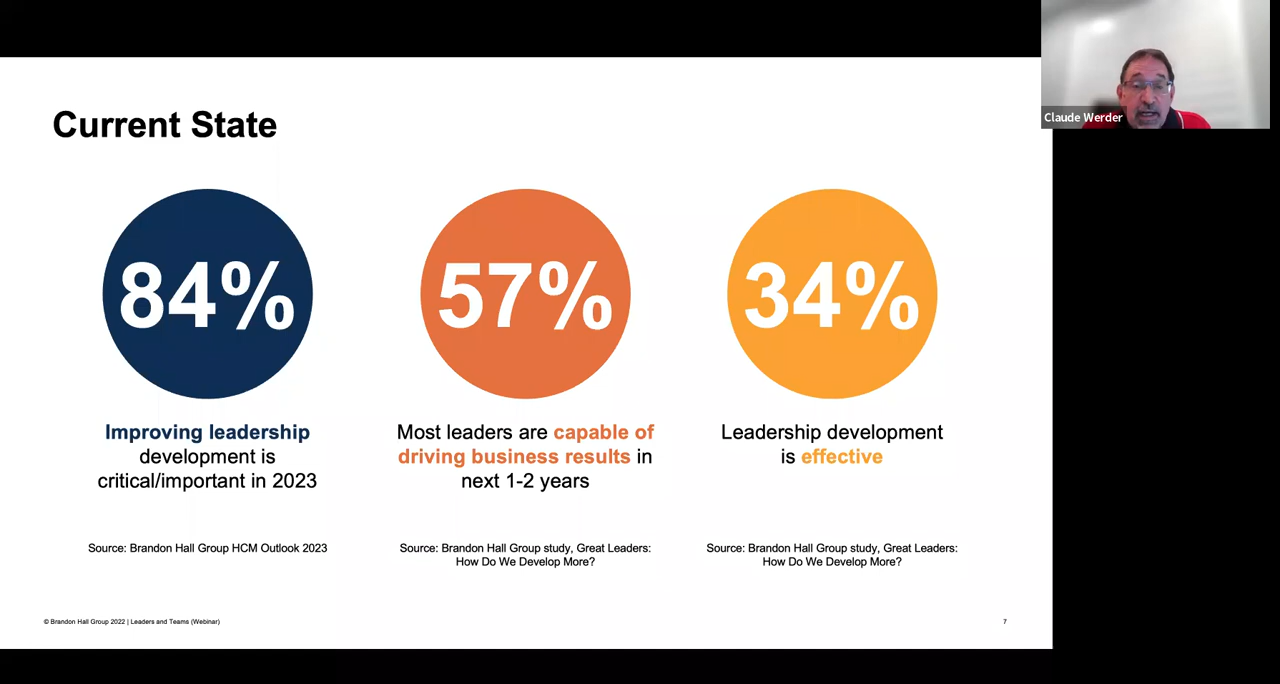 Current State
84%
57%
34%
Improving leadership
development is
critical/important in 2023
Most leaders are capable of
driving business results in
next 1-2 years
Leadership development
is effective
Source: Brandon Hall Group HCM Outlook 2023
Source: Brandon Hall Group study, Great Leaders:
How Do We Develop More?
Source: Brandon Hall Group study, Great Leaders:
How Do We Develop More?
© Brandon Hall Group 2022 | Leaders and Teams (Webinar)
7
Claude Werder